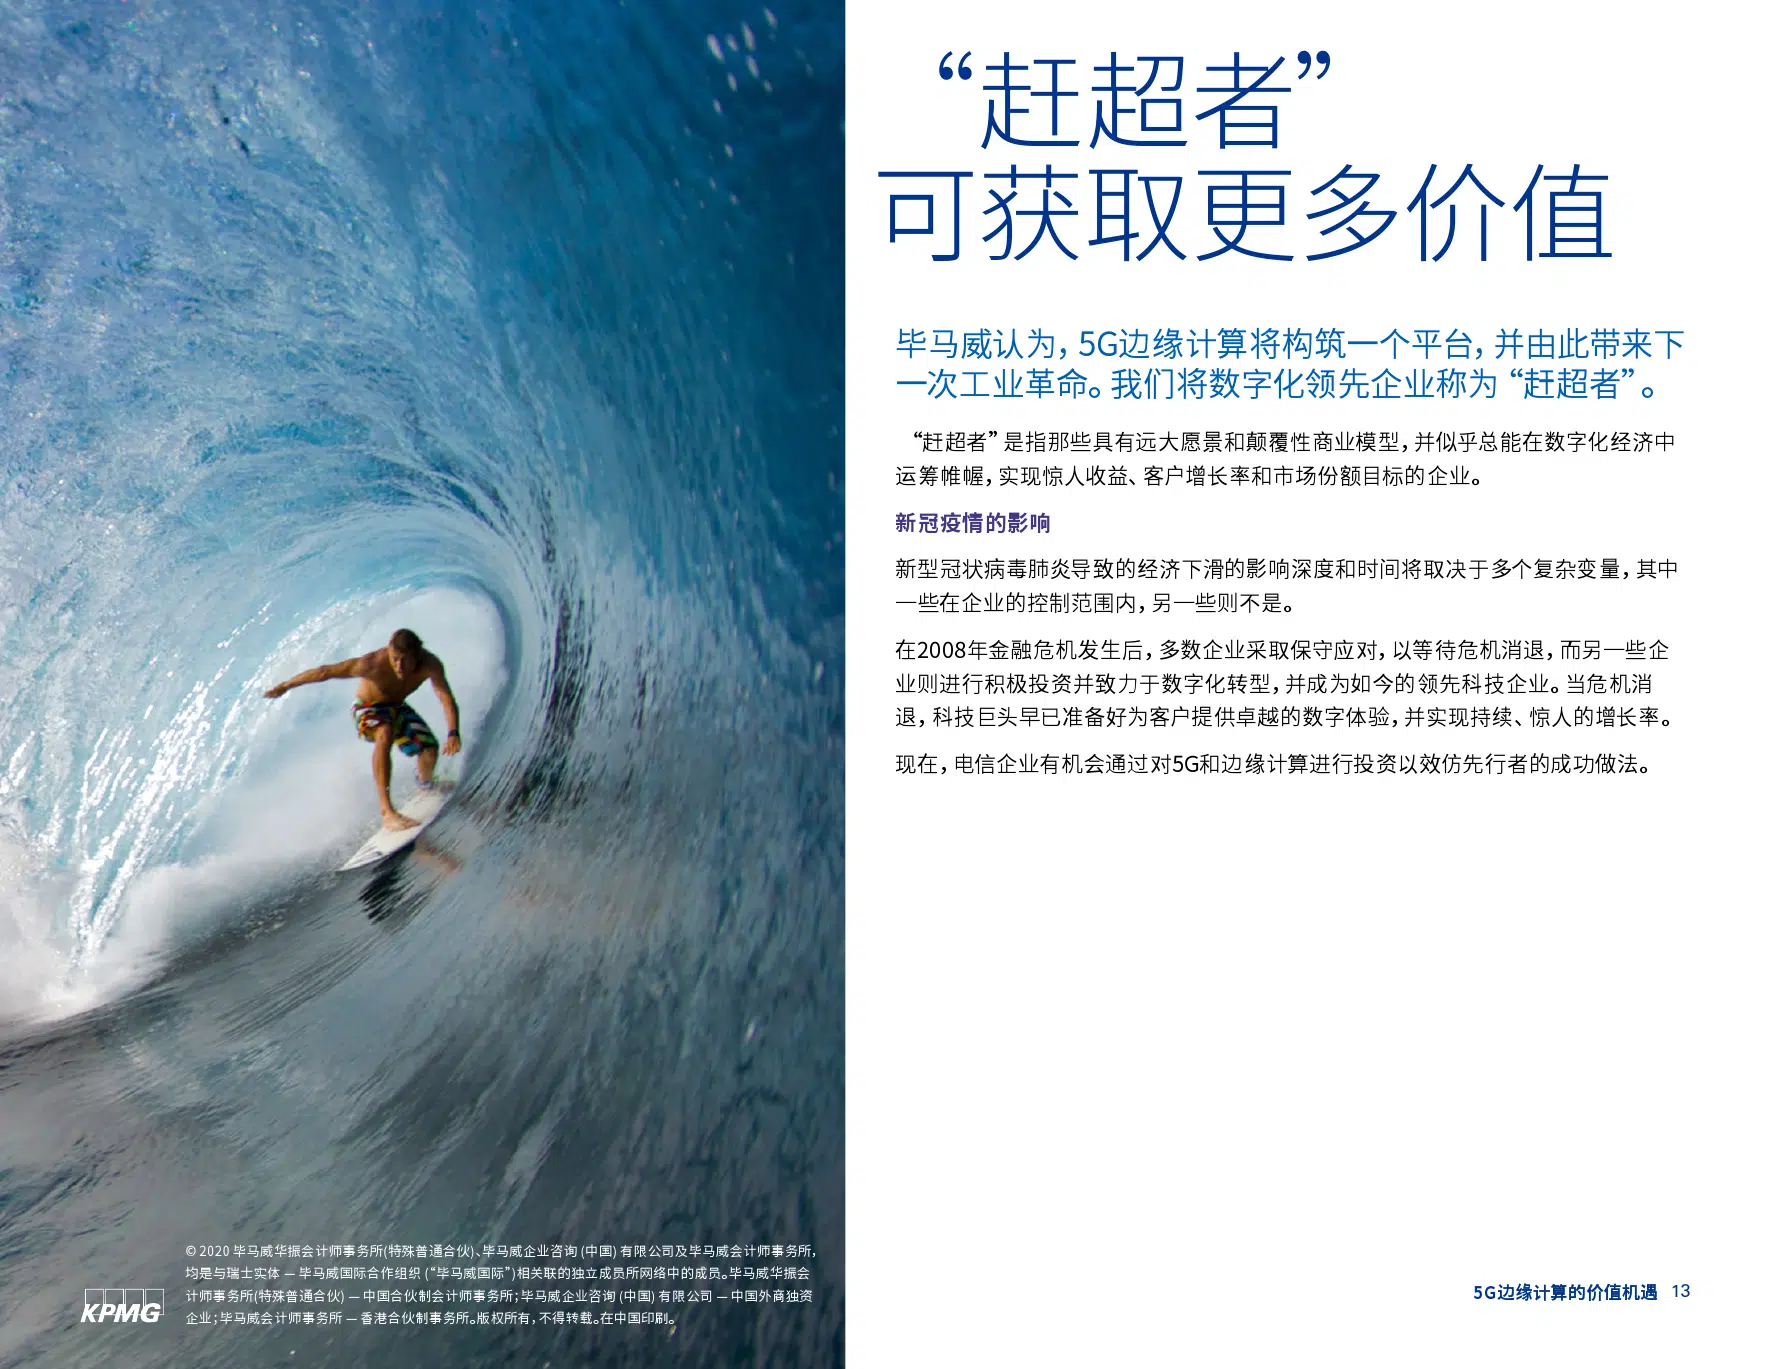 “赶超者”
可获取更多价值
毕马威认为，5G边缘计算将构筑一个平台，并由此带来下
一次工业革命。我们将数字化领先企业称为 “赶超者”。
“赶超者”是指那些具有远大愿景和颠覆性商业模型，并似乎总能在数字化经济中
运筹帷幄，实现惊人收益、客户增长率和市场份额目标的企业。
新冠疫情的影响
新型冠状病毒肺炎导致的经济下滑的影响深度和时间将取决于多个复杂变量，其中
一些在企业的控制范围内，另一些则不是。
在2008年金融危机发生后，多数企业采取保守应对，以等待危机消退，而另一些企
业则进行积极投资并致力于数字化转型，并成为如今的领先科技企业。当危机消
退，科技巨头早已准备好为客户提供卓越的数字体验，并实现持续、惊人的增长率。
现在，电信企业有机会通过对5G和边缘计算进行投资以效仿先行者的成功做法。
© 2020 毕马威华振会计师事务所(特殊普通合伙)、毕马威企业咨询 (中国) 有限公司及毕马威会计师事务所，
均是与瑞士实体 — 毕马威国际合作组织 (“毕马威国际”)相关联的独立成员所网络中的成员。毕马威华振会
计师事务所(特殊普通合伙) — 中国合伙制会计师事务所；毕马威企业咨询 (中国) 有限公司 — 中国外商独资
企业；毕马威会计师事务所 — 香港合伙制事务所。版权所有，不得转载。在中国印刷。
KPMG
5G边缘计算的价值机遇 13